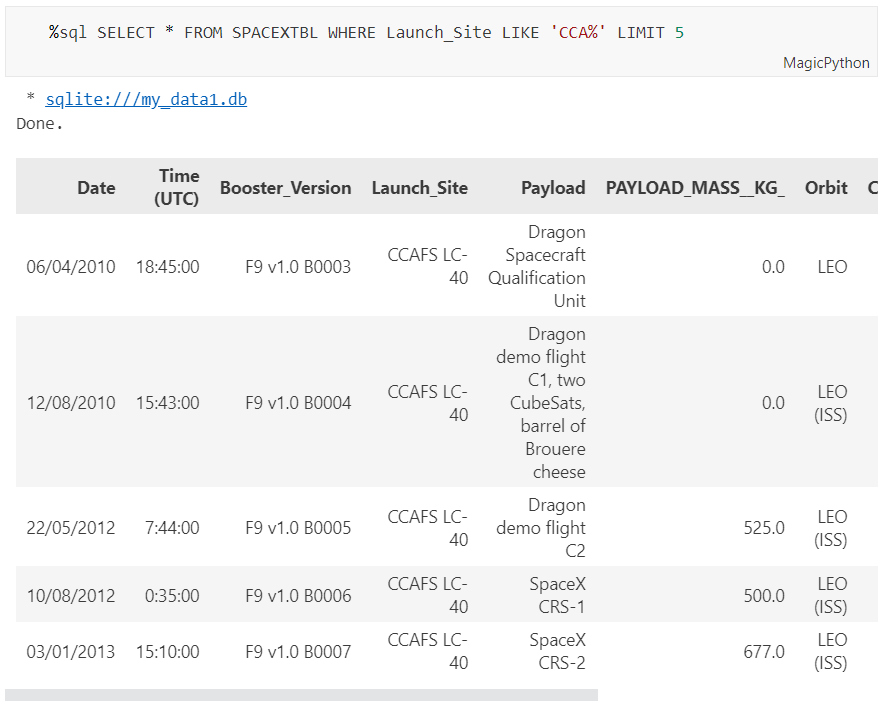 %sql SELECT * FROM SPACEXTBL WHERE Launch_Site LIKE 'CCA%' LIMIT 5
MagicPython
* sqlite:///my_data1.db
Done.
Date Time (UTC) Booster_Version Launch_Site Payload PAYLOAD_MASS__KG_ Orbit C
06/04/2010 18:45:00 F9 v1.0 B0003 CCAFS LC-40 Dragon Spacecraft Qualification Unit 0.0 LEO
12/08/2010 15:43:00 F9 v1.0 B0004 CCAFS LC-40 Dragon demo flight C1, two CubeSats, barrel of Brouere cheese 0.0 LEO (ISS)
22/05/2012 7:44:00 F9 v1.0 B0005 CCAFS LC-40 Dragon demo flight C2 525.0 LEO (ISS)
10/08/2012 0:35:00 F9 v1.0 B0006 CCAFS LC-40 SpaceX CRS-1 500.0 LEO (ISS)
03/01/2013 15:10:00 F9 v1.0 B0007 CCAFS LC-40 SpaceX CRS-2 677.0 LEO (ISS)